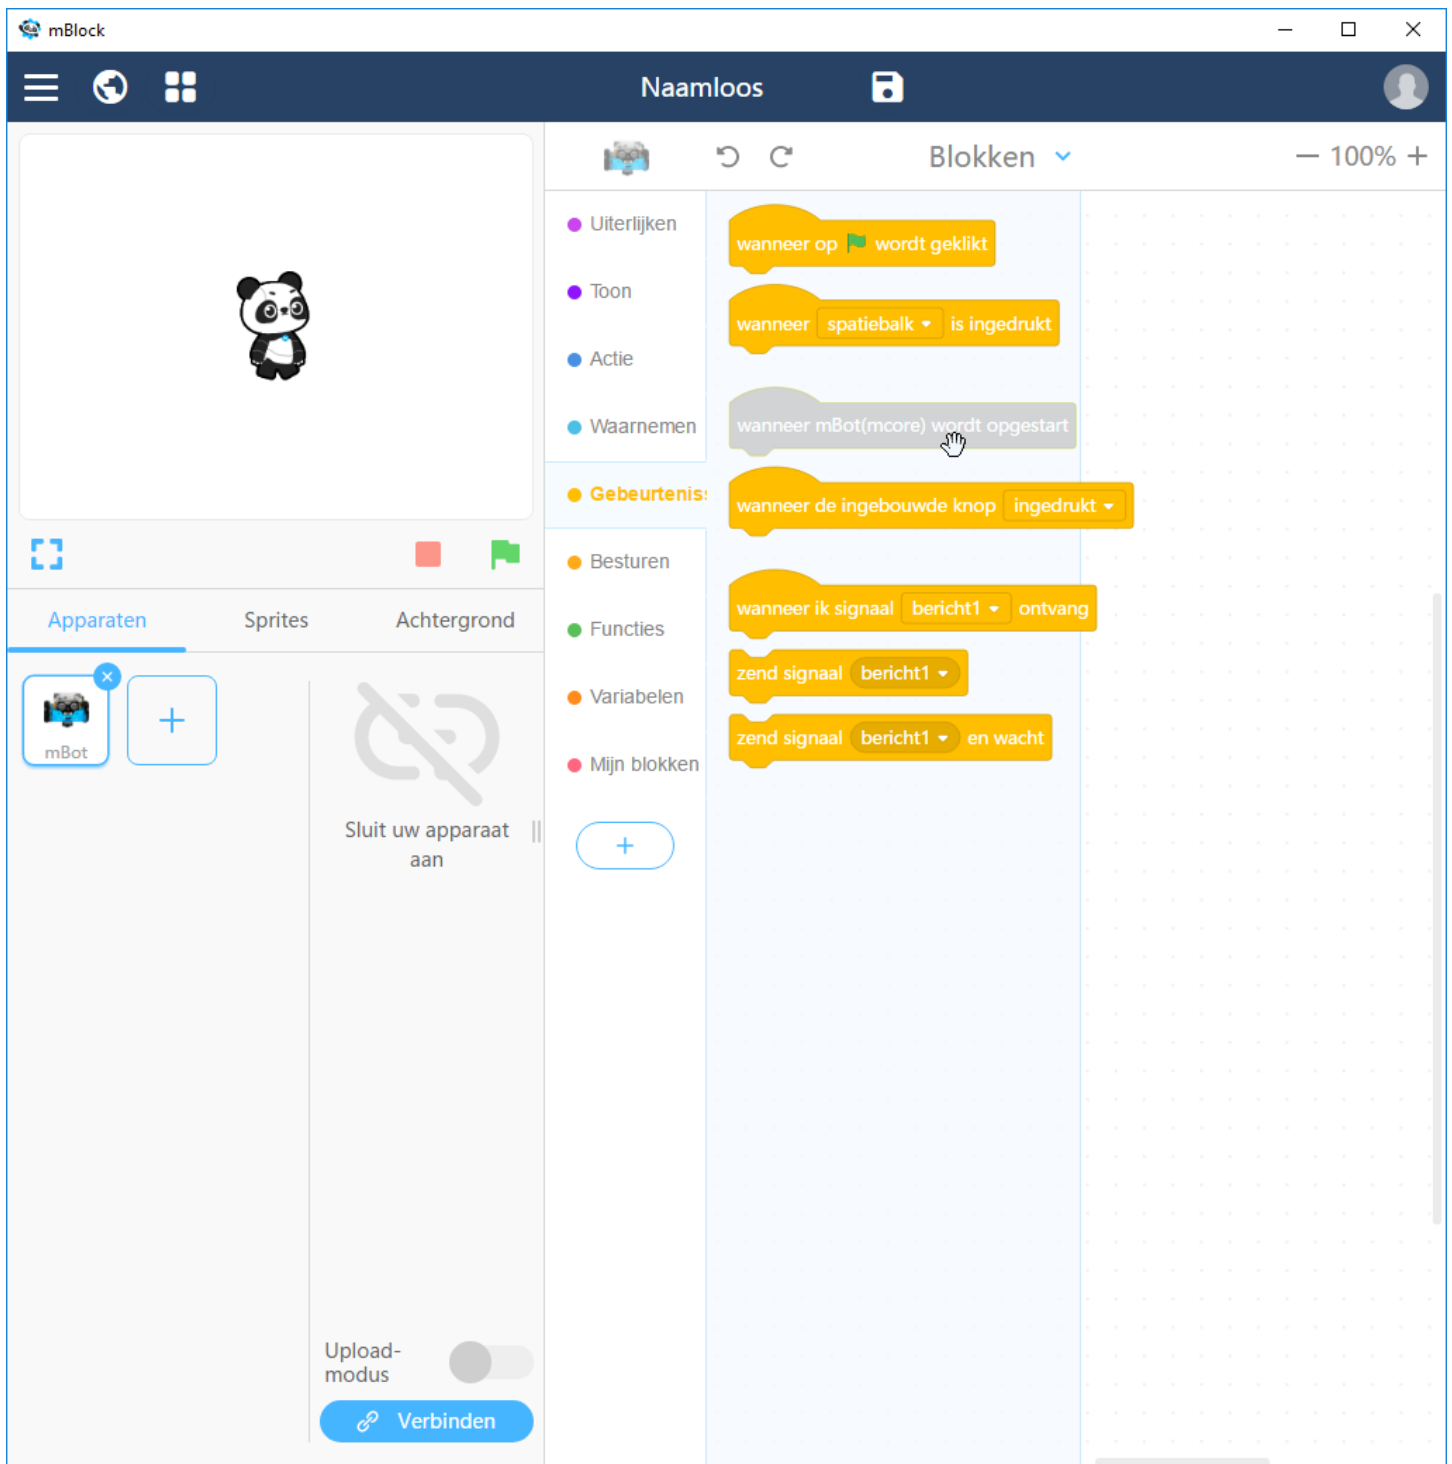 mBlock
Naamloos
Blokken
100%
Uiterlijken
Toon
Actie
Waarnemen
Gebeurteniss
Besturen
Functies
Variabelen
Mijn blokken
wanneer op wordt geklikt
wanneer spatiebalk is ingedrukt
wanneer mBot(mcore) wordt opgestart
wanneer de ingebouwde knop ingedrukt
wanneer ik signaal bericht1 ontvang
zend signaal bericht1
zend signaal bericht1 en wacht
Apparaten Sprites Achtergrond
mBot
Sluit uw apparaat
aan
Upload-
modus
Verbinden